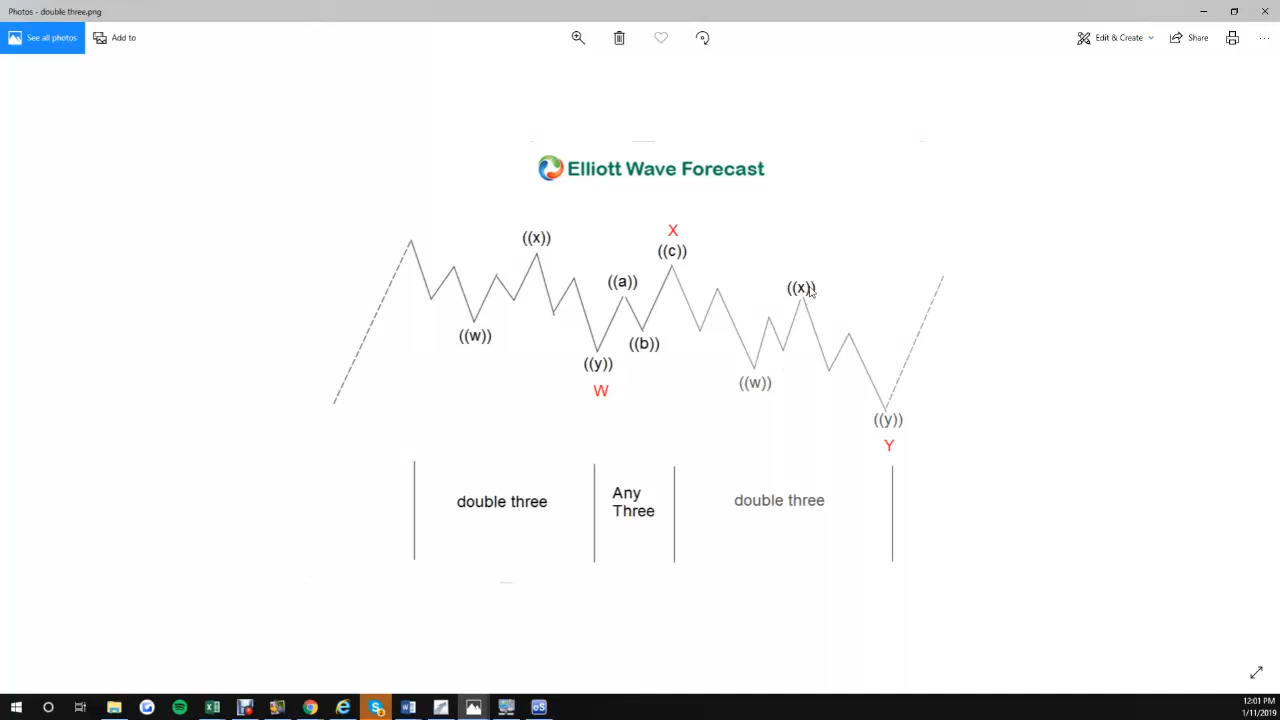 Photos - double three.png
See all photos
Add to
Edit & Create
Share
Elliott Wave Forecast
X
((x))
((c))
((a))
((x))
((w))
((b))
((y))
W
((w))
((y))
Y
double three
Any
Three
double three
12:01 PM
1/11/2019